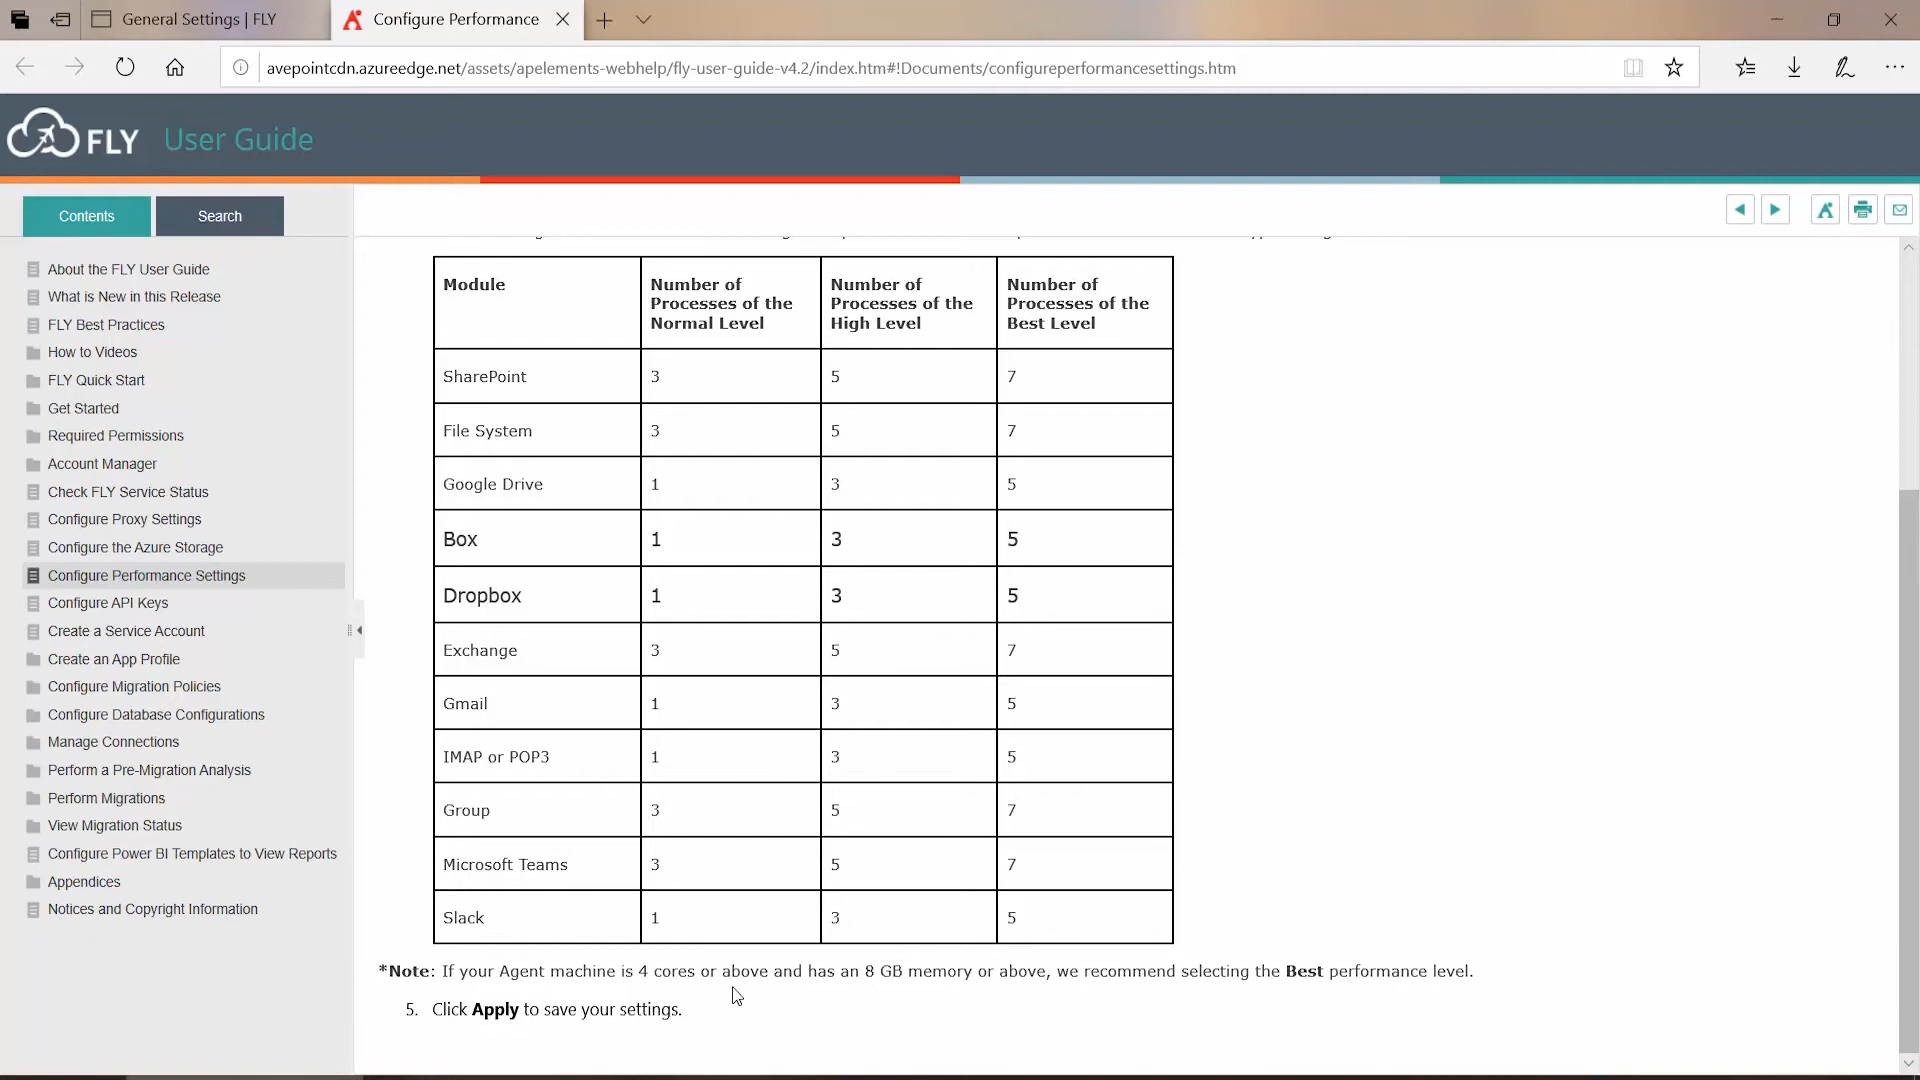 General Settings | FLY
Configure Performance
avepointcdn.azureedge.net/assets/apelements-webhelp/fly-user-guide-v4.2/index.htm#!Documents/configureperformancesettings.htm
FLY User Guide
Contents
Search
About the FLY User Guide
What is New in this Release
FLY Best Practices
How to Videos
FLY Quick Start
Get Started
Required Permissions
Account Manager
Check FLY Service Status
Configure Proxy Settings
Configure the Azure Storage
Configure Performance Settings
Configure API Keys
Create a Service Account
Create an App Profile
Configure Migration Policies
Configure Database Configurations
Manage Connections
Perform a Pre-Migration Analysis
Perform Migrations
View Migration Status
Configure Power BI Templates to View Reports
Appendices
Notices and Copyright Information
Module | Number of Processes of the Normal Level | Number of Processes of the High Level | Number of Processes of the Best Level
SharePoint 3 5 7
File System 3 5 7
Google Drive 1 3 5
Box 1 3 5
Dropbox 1 3 5
Exchange 3 5 7
Gmail 1 3 5
IMAP or POP3 1 3 5
Group 3 5 7
Microsoft Teams 3 5 7
Slack 1 3 5
*Note: If your Agent machine is 4 cores or above and has an 8 GB memory or above, we recommend selecting the Best performance level.
5. Click Apply to save your settings.